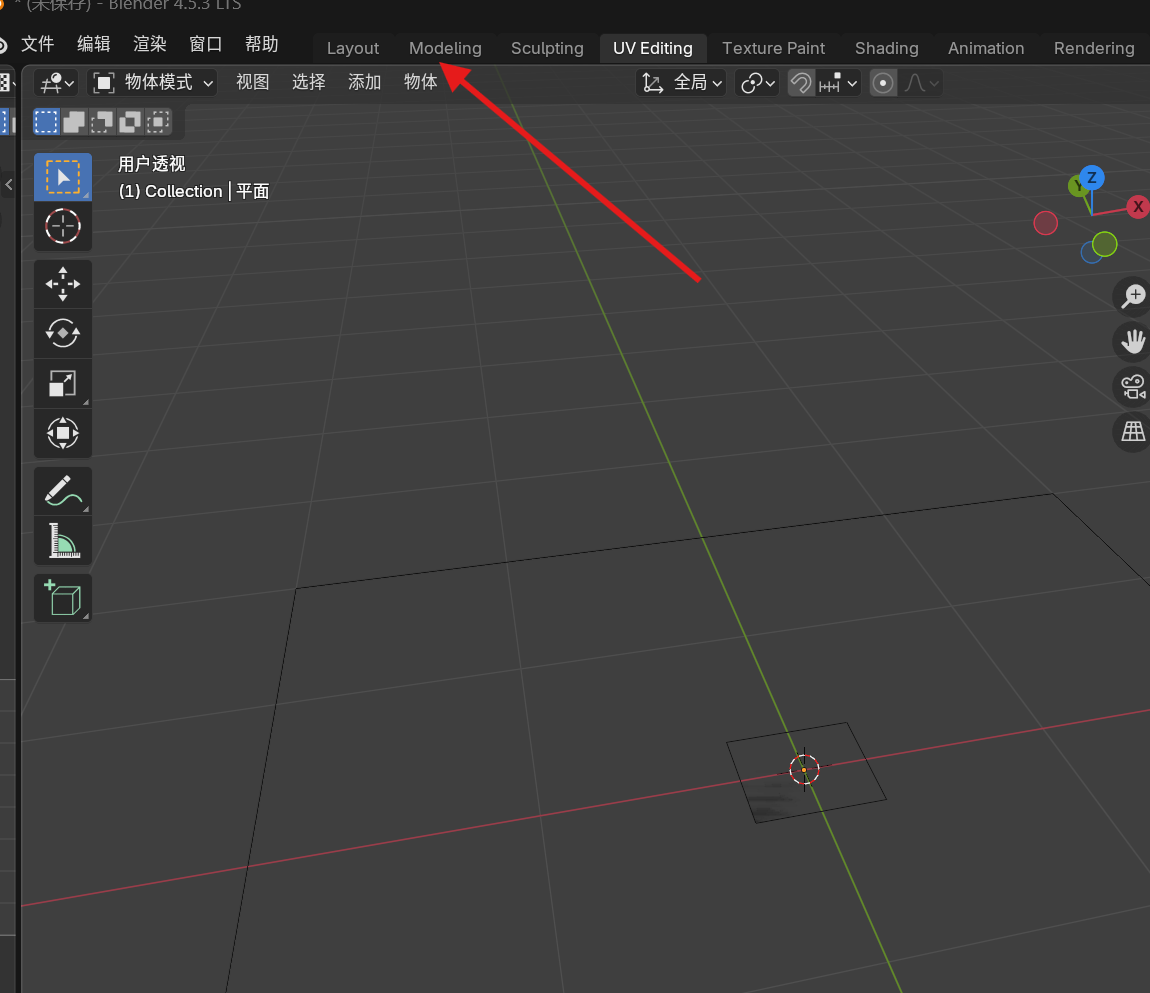 * (未保存) - Blender 4.5.3 LTS
文件 编辑 渲染 窗口 帮助 Layout Modeling Sculpting UV Editing Texture Paint Shading Animation Rendering
物体模式 视图 选择 添加 物体 全局
用户透视
(1) Collection | 平面
Z
Y
X